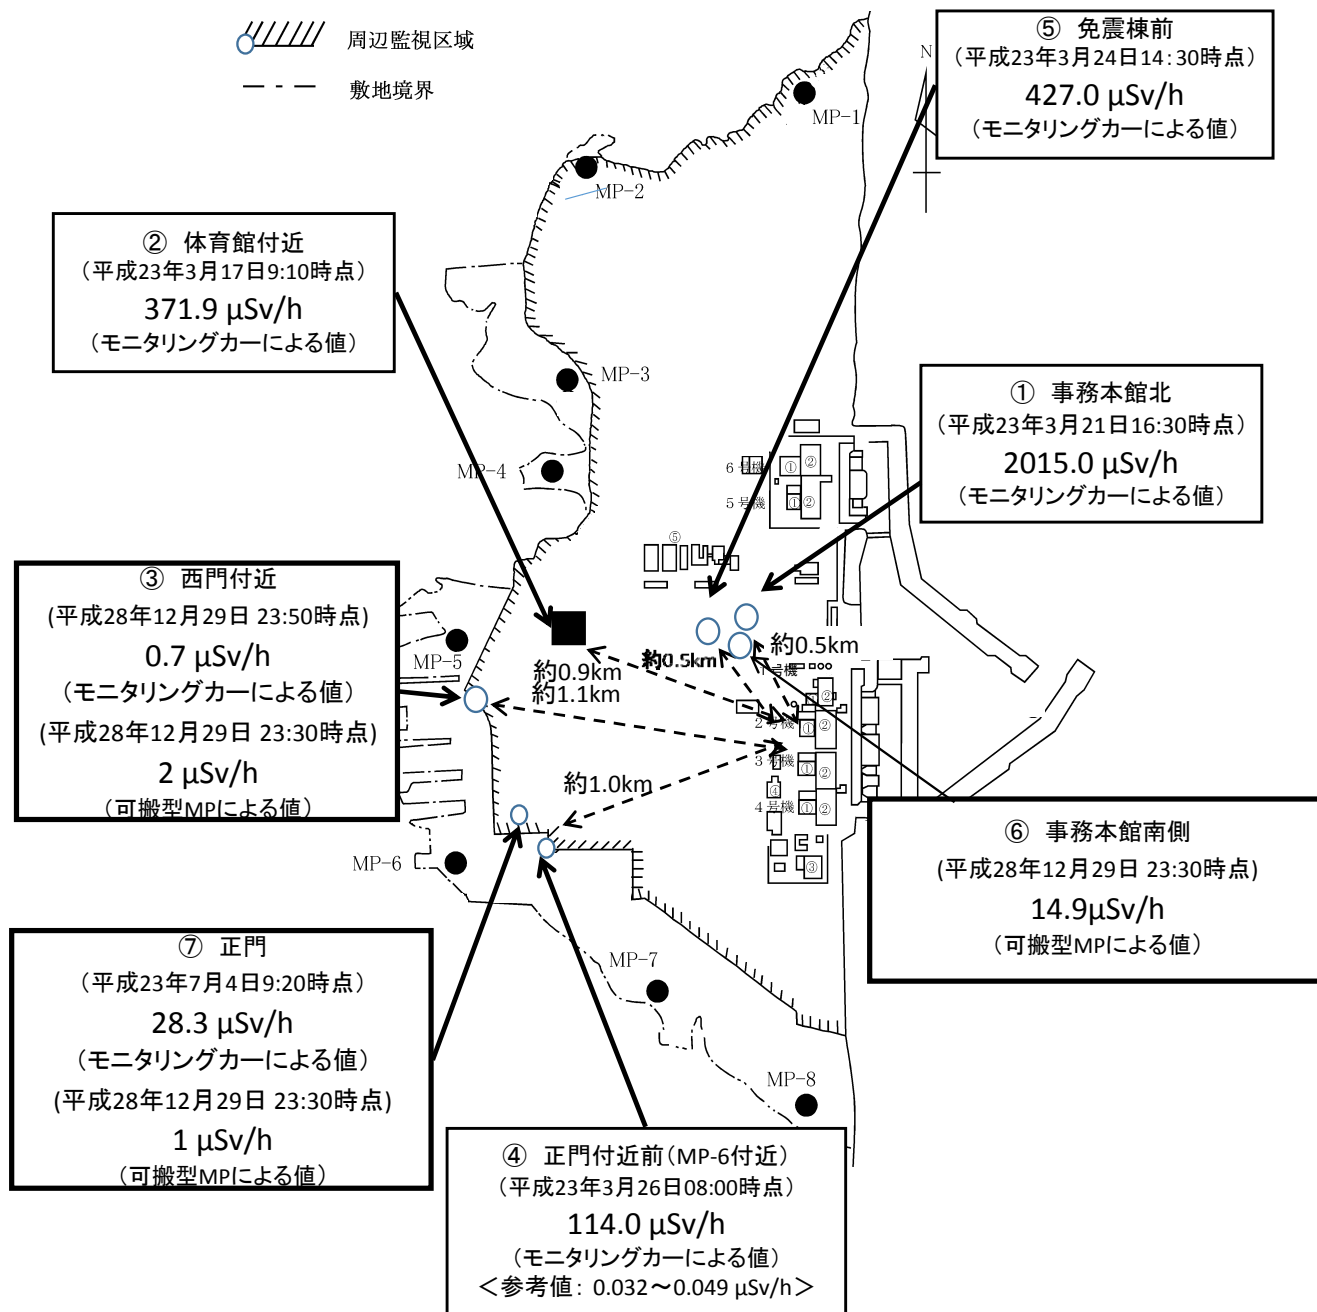 周辺監視区域
敷地境界
⑤ 免震棟前
(平成23年3月24日14:30時点)
427.0 μSv/h
(モニタリングカーによる値)
N
MP-1
MP-2
② 体育館付近
(平成23年3月17日9:10時点)
371.9 μSv/h
(モニタリングカーによる値)
MP-3
① 事務本館北
(平成23年3月21日16:30時点)
2015.0 μSv/h
(モニタリングカーによる値)
MP-4
6号機
①
②
5号機
①
②
⑤
③ 西門付近
(平成28年12月29日 23:50時点)
0.7 μSv/h
(モニタリングカーによる値)
(平成28年12月29日 23:30時点)
2 μSv/h
(可搬型MPによる値)
MP-5
約0.9km
約1.1km
約0.5km
約0.5km
1号機
②
2号機
①
②
3号機
①
②
約1.0km
④
4号機
①
②
③
⑥ 事務本館南側
(平成28年12月29日 23:30時点)
14.9μSv/h
(可搬型MPによる値)
MP-6
⑦ 正門
(平成23年7月4日9:20時点)
28.3 μSv/h
(モニタリングカーによる値)
(平成28年12月29日 23:30時点)
1 μSv/h
(可搬型MPによる値)
MP-7
MP-8
④ 正門付近前(MP-6付近)
(平成23年3月26日08:00時点)
114.0 μSv/h
(モニタリングカーによる値)
＜参考値: 0.032～0.049 μSv/h＞